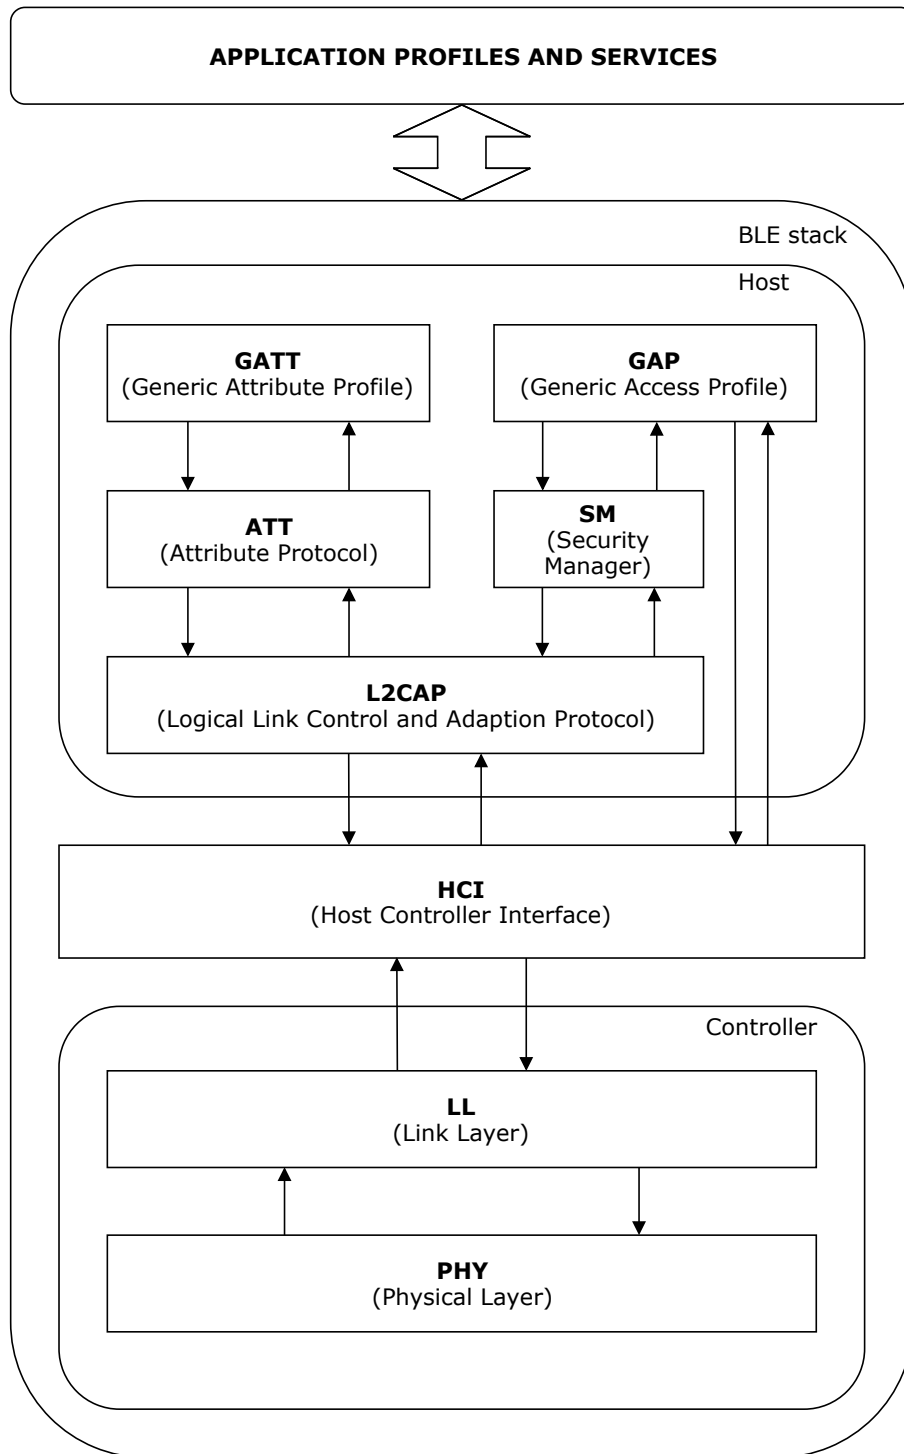 APPLICATION PROFILES AND SERVICES
BLE stack
Host
GATT
(Generic Attribute Profile)
GAP
(Generic Access Profile)
ATT
(Attribute Protocol)
SM
(Security
Manager)
L2CAP
(Logical Link Control and Adaption Protocol)
HCI
(Host Controller Interface)
Controller
LL
(Link Layer)
PHY
(Physical Layer)